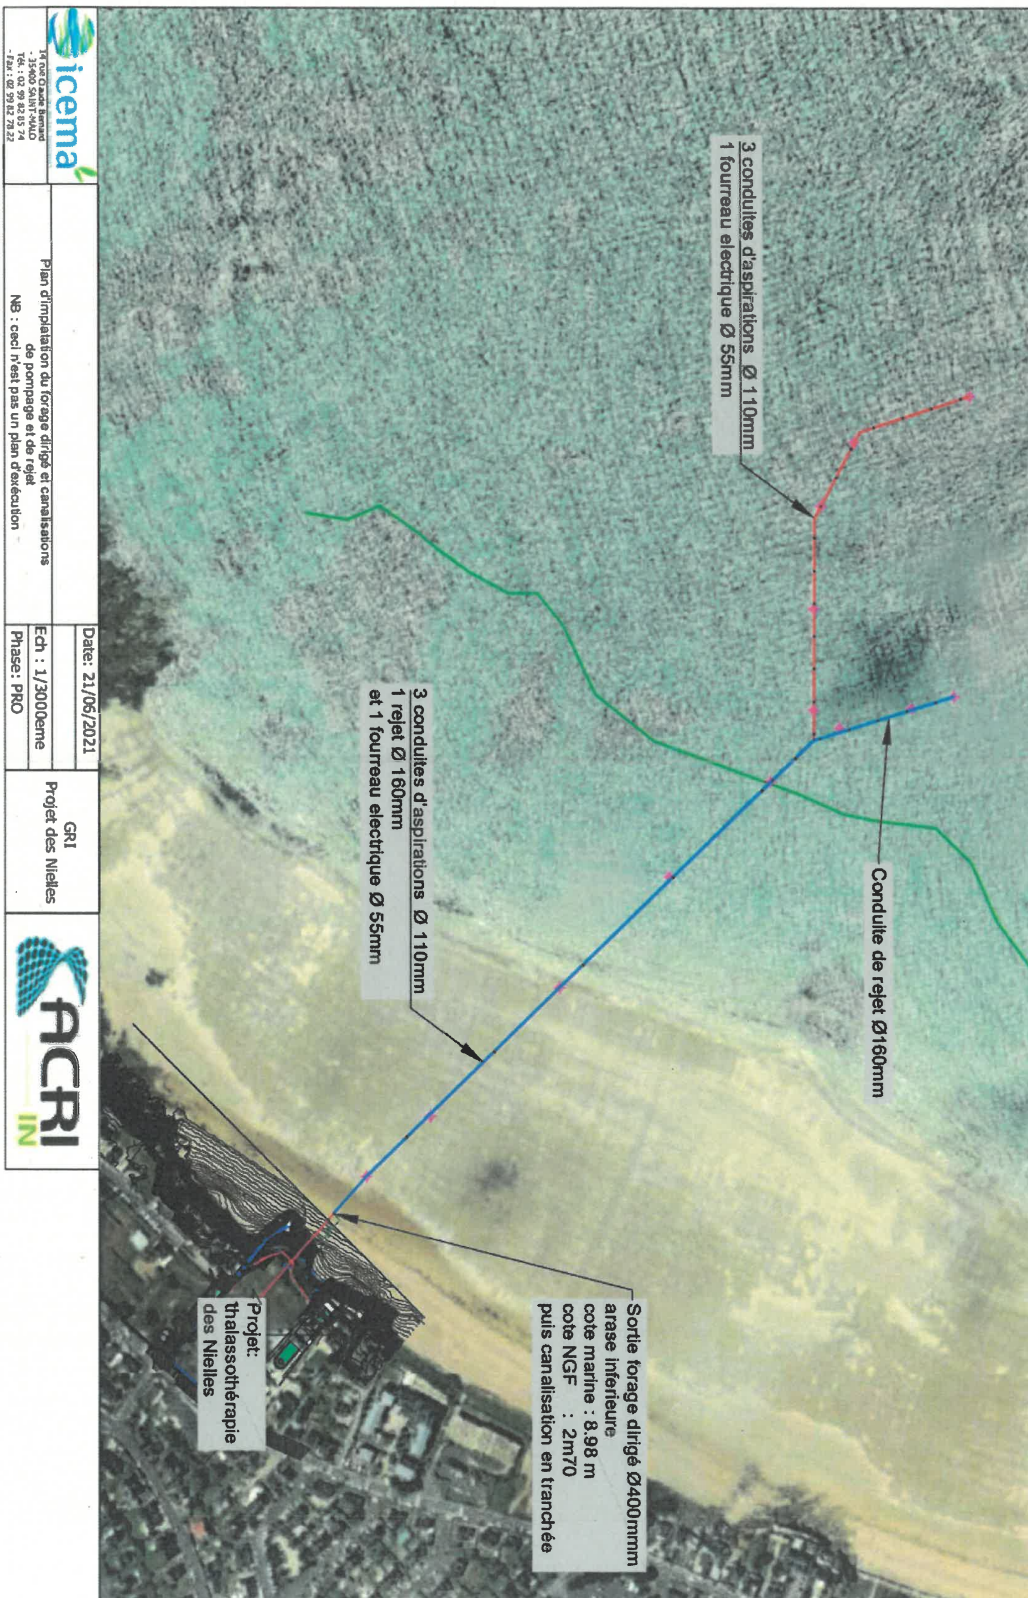 3 conduites d'aspirations Ø 110mm
1 fourreau electrique Ø 55mm
Conduite de rejet Ø160mm
3 conduites d'aspirations Ø 110mm
1 rejet Ø 160mm
et 1 fourreau electrique Ø 55mm
Sortie forage dirigé Ø400mmm
arase inferieure
cote marine : 8.98 m
cote NGF : 2m70
puis canalisation en tranchée
Projet:
thalassothérapie
des Nielles
Sicema
14 rue Claude Bernard
- 35400 SAINT-MALO
Tél. : 02 99 82 85 74
- Fax : 02 99 82 78 22
Plan d'implatation du forage dirigé et canalisations
de pompage et de rejet
NB : ceci n'est pas un plan d'exécution
Date: 21/06/2021
Ech : 1/3000eme
Phase: PRO
GRI
Projet des Nielles
ACRI
IN